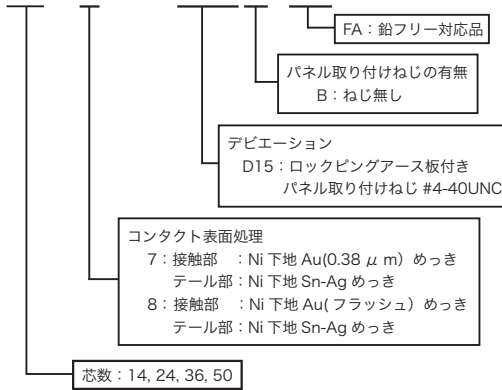 FA：鉛フリー対応品
パネル取り付けねじの有無
B：ねじ無し
デビエーション
D15：ロックピングアース板付き
パネル取り付けねじ #4-40UNC
コンタクト表面処理
7：接触部　：Ni 下地 Au(0.38 μ m）めっき
テール部：Ni 下地 Sn-Ag めっき
8：接触部　：Ni 下地 Au( フラッシュ）めっき
テール部：Ni 下地 Sn-Ag めっき
芯数：14, 24, 36, 50